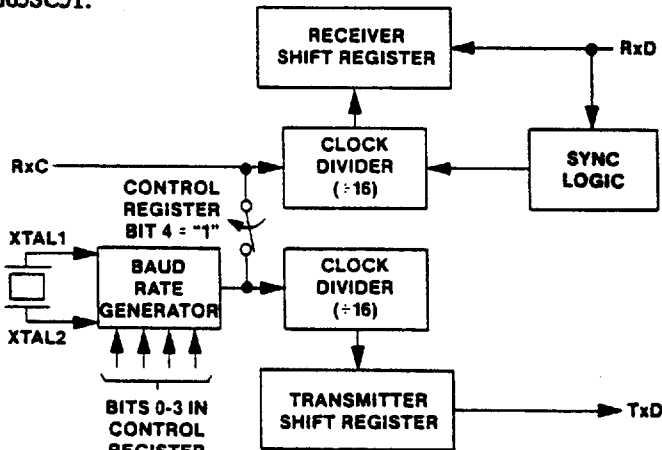 RECEIVER
SHIFT REGISTER
RxD
CLOCK
DIVIDER
(÷16)
SYNC
LOGIC
RxC
CONTROL
REGISTER
BIT 4 = "1"
XTAL1
BAUD
RATE
GENERATOR
CLOCK
DIVIDER
(÷16)
XTAL2
BITS 0-3 IN
CONTROL
REGISTER
TRANSMITTER
SHIFT REGISTER
TxD